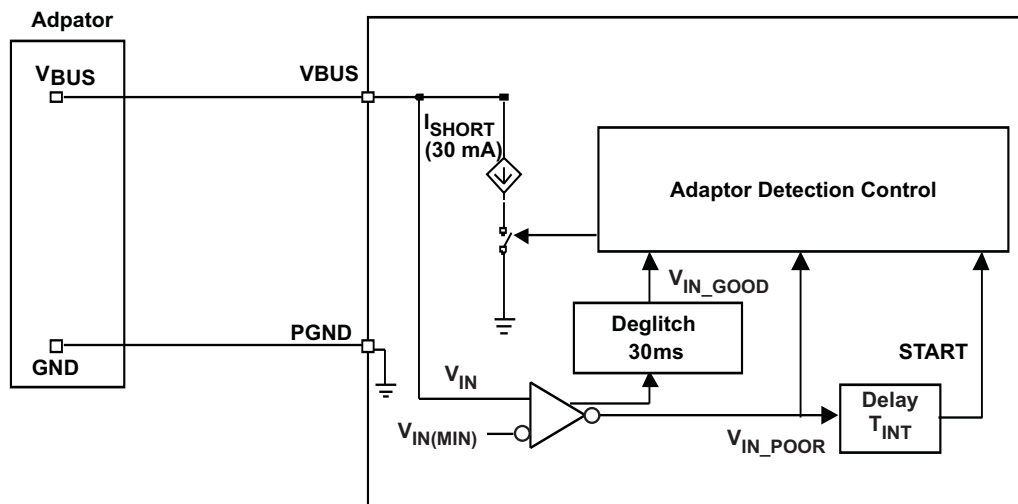 Adpator
VBUS
VBUS
ISHORT
(30 mA)
Adaptor Detection Control
VIN_GOOD
Deglitch
30ms
PGND
GND
START
VIN
VIN(MIN)
VIN_POOR
Delay
TINT